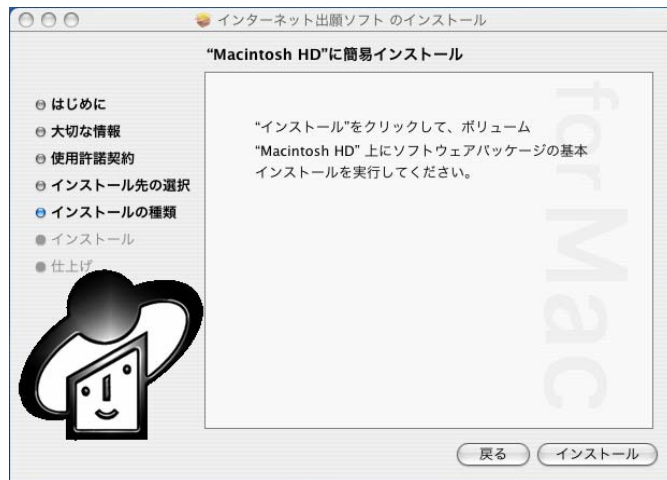 インターネット出願ソフト のインストール
“Macintosh HD”に簡易インストール
はじめに
大切な情報
使用許諾契約
インストール先の選択
インストールの種類
インストール
仕上げ
“インストール”をクリックして、ボリューム
“Macintosh HD” 上にソフトウェアパッケージの基本
インストールを実行してください。
for Mac
戻る
インストール